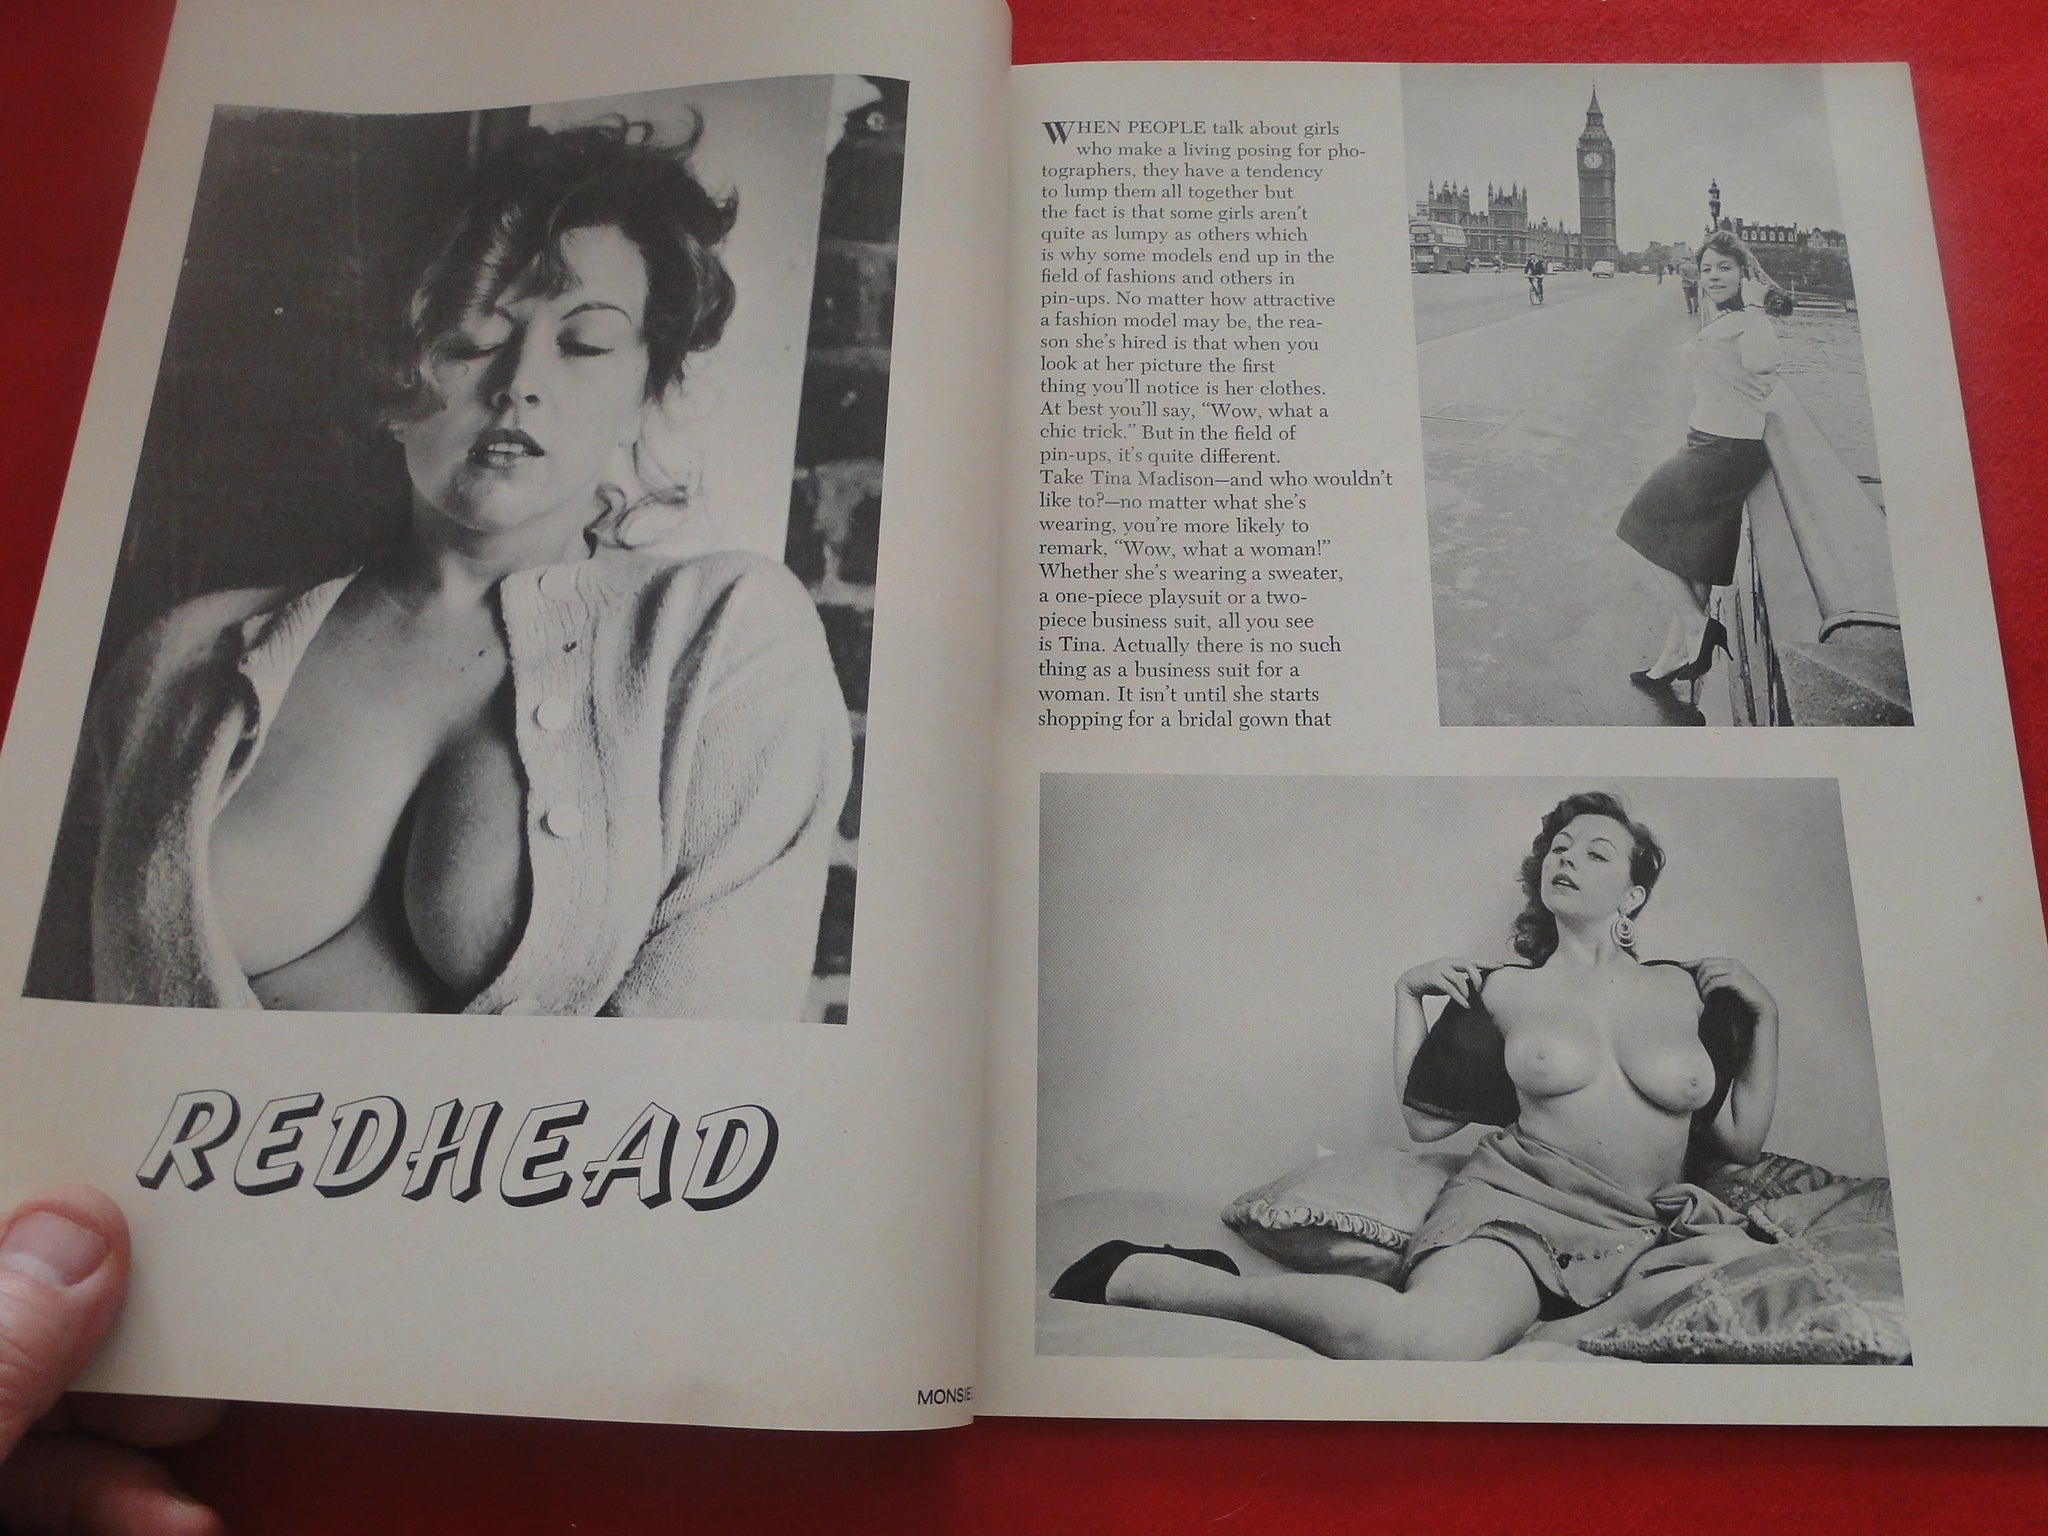 REDHEAD
MONSIE
WHEN PEOPLE talk about girls
who make a living posing for pho-
tographers, they have a tendency
to lump them all together but
the fact is that some girls aren't
quite as lumpy as others which
is why some models end up in the
field of fashions and others in
pin-ups. No matter how attractive
a fashion model may be, the rea-
son she's hired is that when you
look at her picture the first
thing you'll notice is her clothes.
At best you'll say, “Wow, what a
chic trick.” But in the field of
pin-ups, it's quite different.
Take Tina Madison—and who wouldn't
like to?—no matter what she's
wearing, you're more likely to
remark, “Wow, what a woman!”
Whether she's wearing a sweater,
a one-piece playsuit or a two-
piece business suit, all you see
is Tina. Actually there is no such
thing as a business suit for a
woman. It isn't until she starts
shopping for a bridal gown that